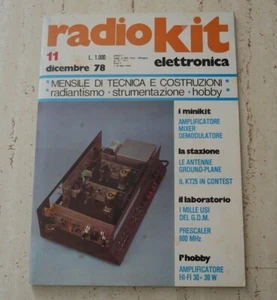 radiokit
elettronica
11
L. 1.000
dicembre 78
* MENSILE DI TECNICA E COSTRUZIONI *
radiantismo · strumentazione · hobby
i minikit
AMPLIFICATORE
MIXER
DEMODULATORE
la stazione
LE ANTENNE
GROUND-PLANE
IL KT25 IN CONTEST
il laboratorio
I MILLE USI
DEL G.D.M.
PRESCALER
600 MHz
l'hobby
AMPLIFICATORE
HI-FI 30+30 W